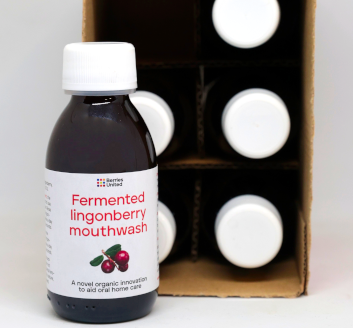 Berries
United
Fermented
lingonberry
mouthwash
A novel organic innovation
to aid oral home care